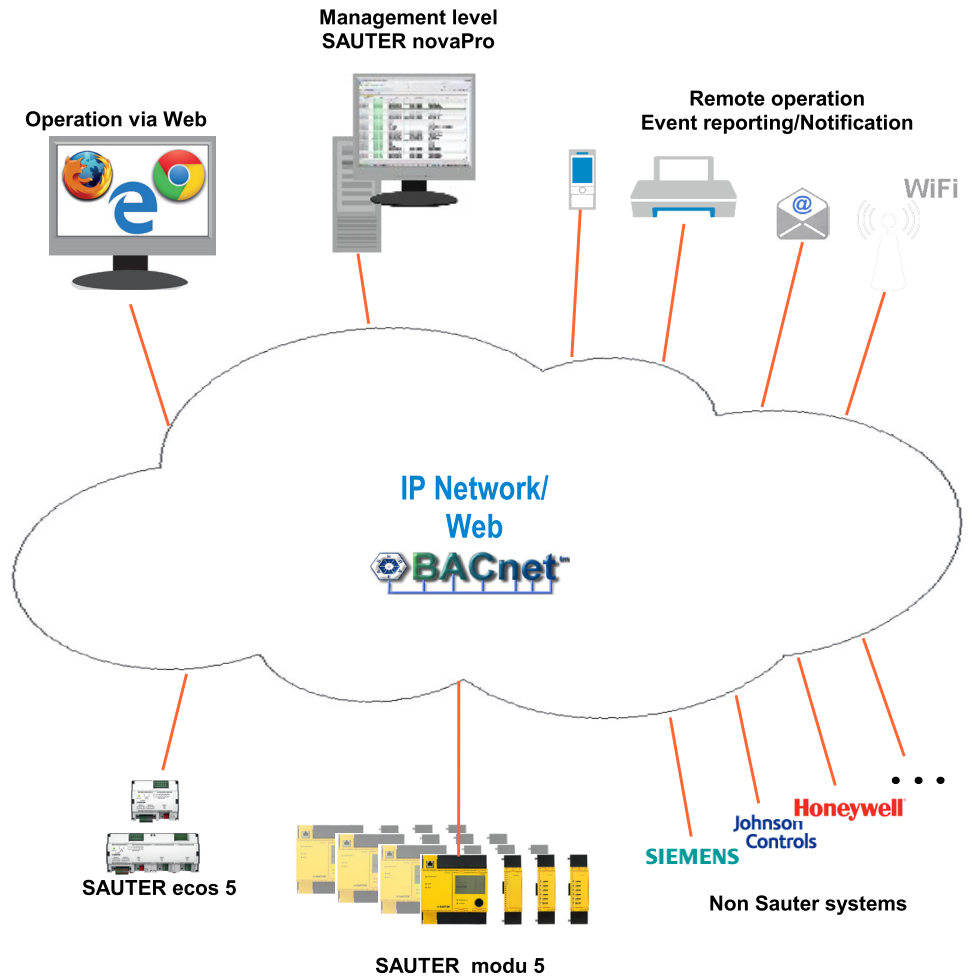 Management level
SAUTER novaPro
Operation via Web
Remote operation
Event reporting/Notification
WiFi
@
IP Network/
Web
BACnet™
SAUTER ecos 5
SAUTER modu 5
SIEMENS
Johnson
Controls
Honeywell
...
Non Sauter systems